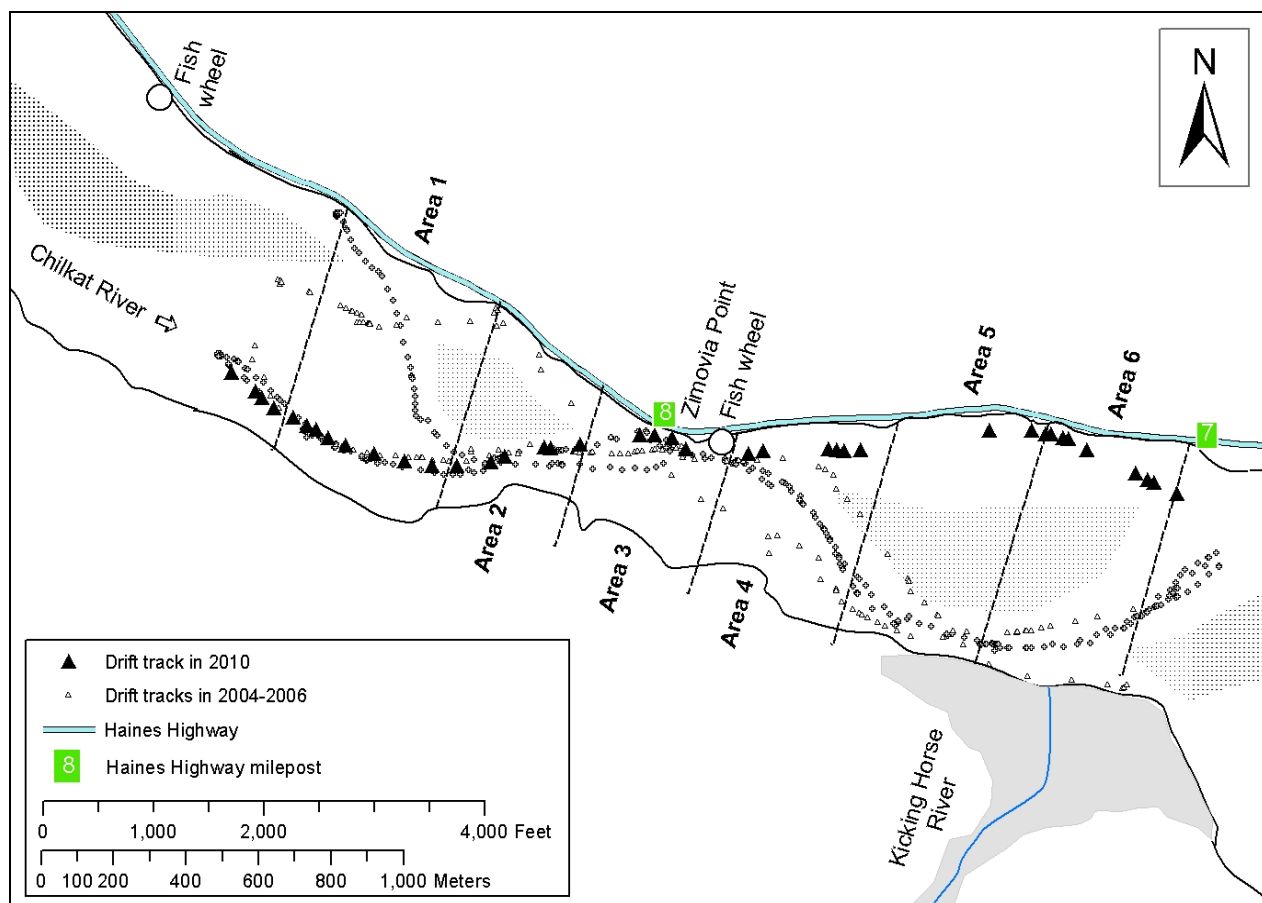 Fish
wheel
N
Area 1
Chilkat River
Zimovia Point
Fish wheel
8
Area 5
Area 6
7
Area 2
Area 3
Area 4
Kicking Horse
River
Drift track in 2010
Drift tracks in 2004-2006
Haines Highway
8 Haines Highway milepost
0 1,000 2,000 4,000 Feet
0 100 200 400 600 800 1,000 Meters